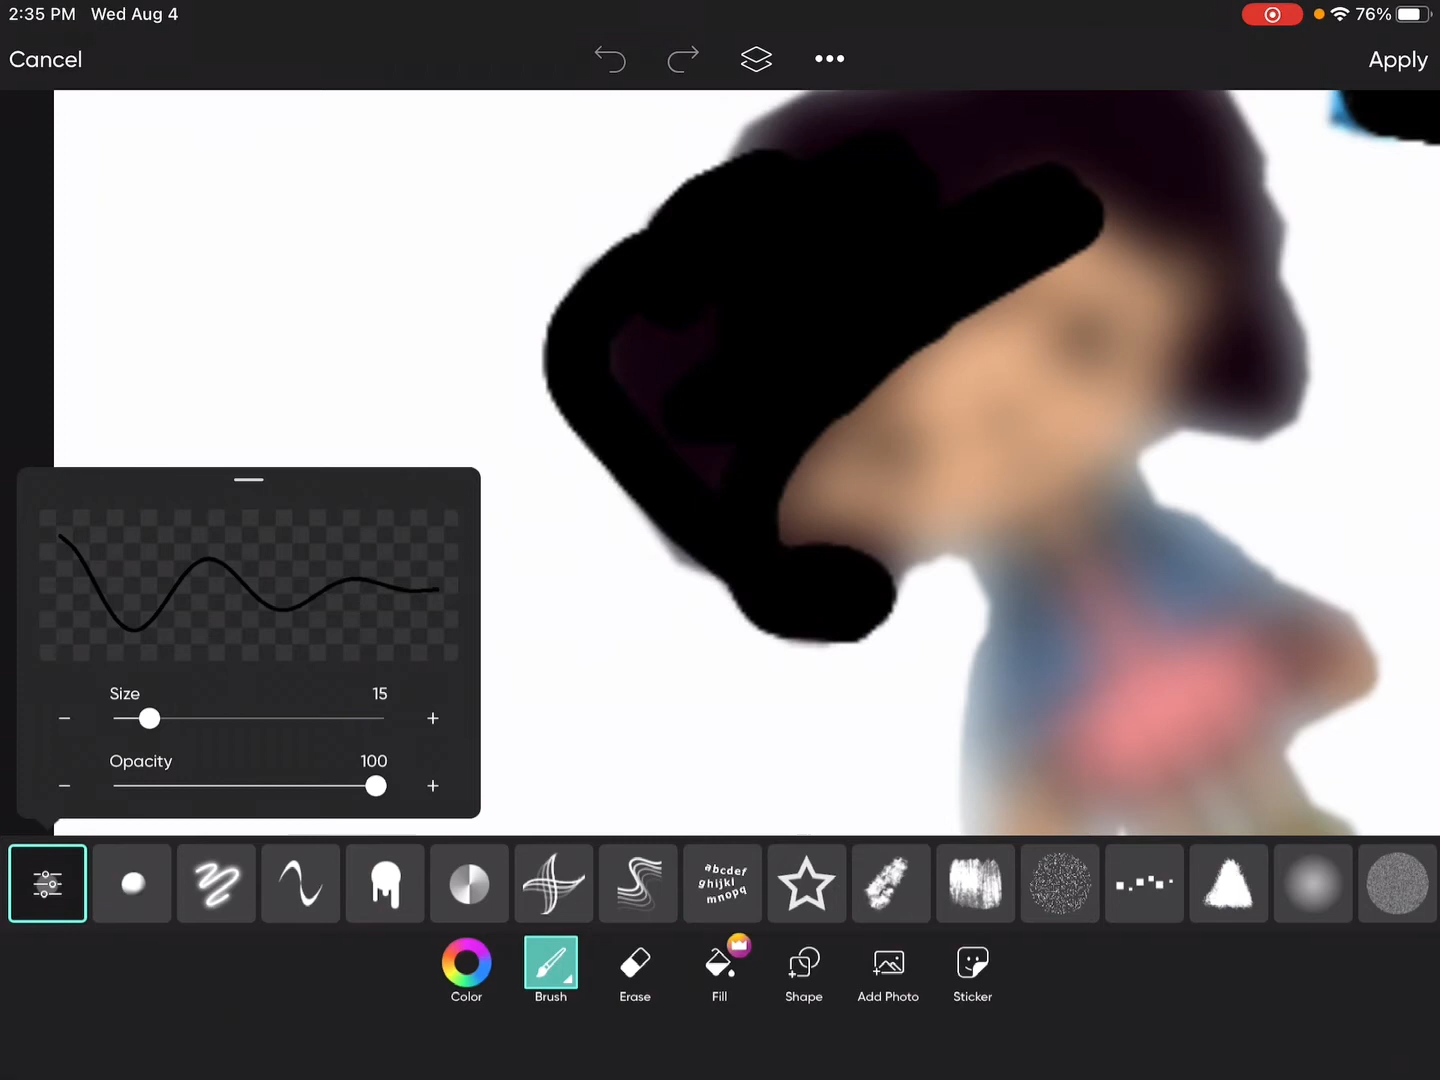 2:35 PM Wed Aug 4
76%
Cancel
Apply
Size 15
Opacity 100
abcdef
ghijkl
mnopq
Color
Brush
Erase
Fill
Shape
Add Photo
Sticker